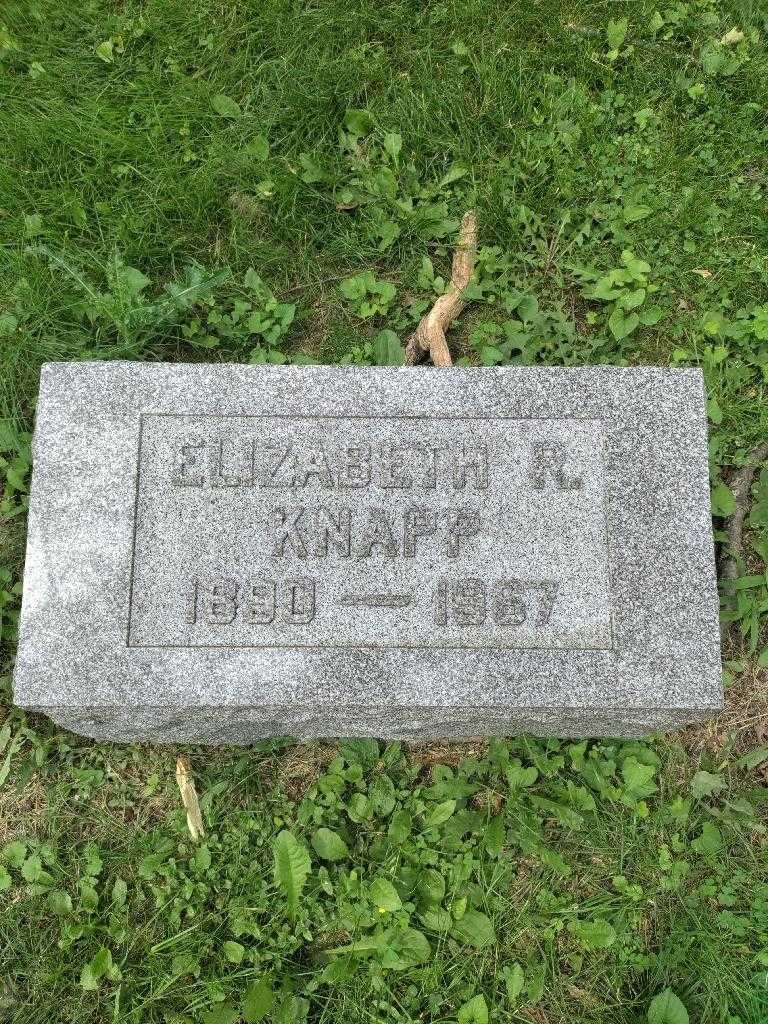 ELIZABETH R.
KNAPP
1890 — 1967